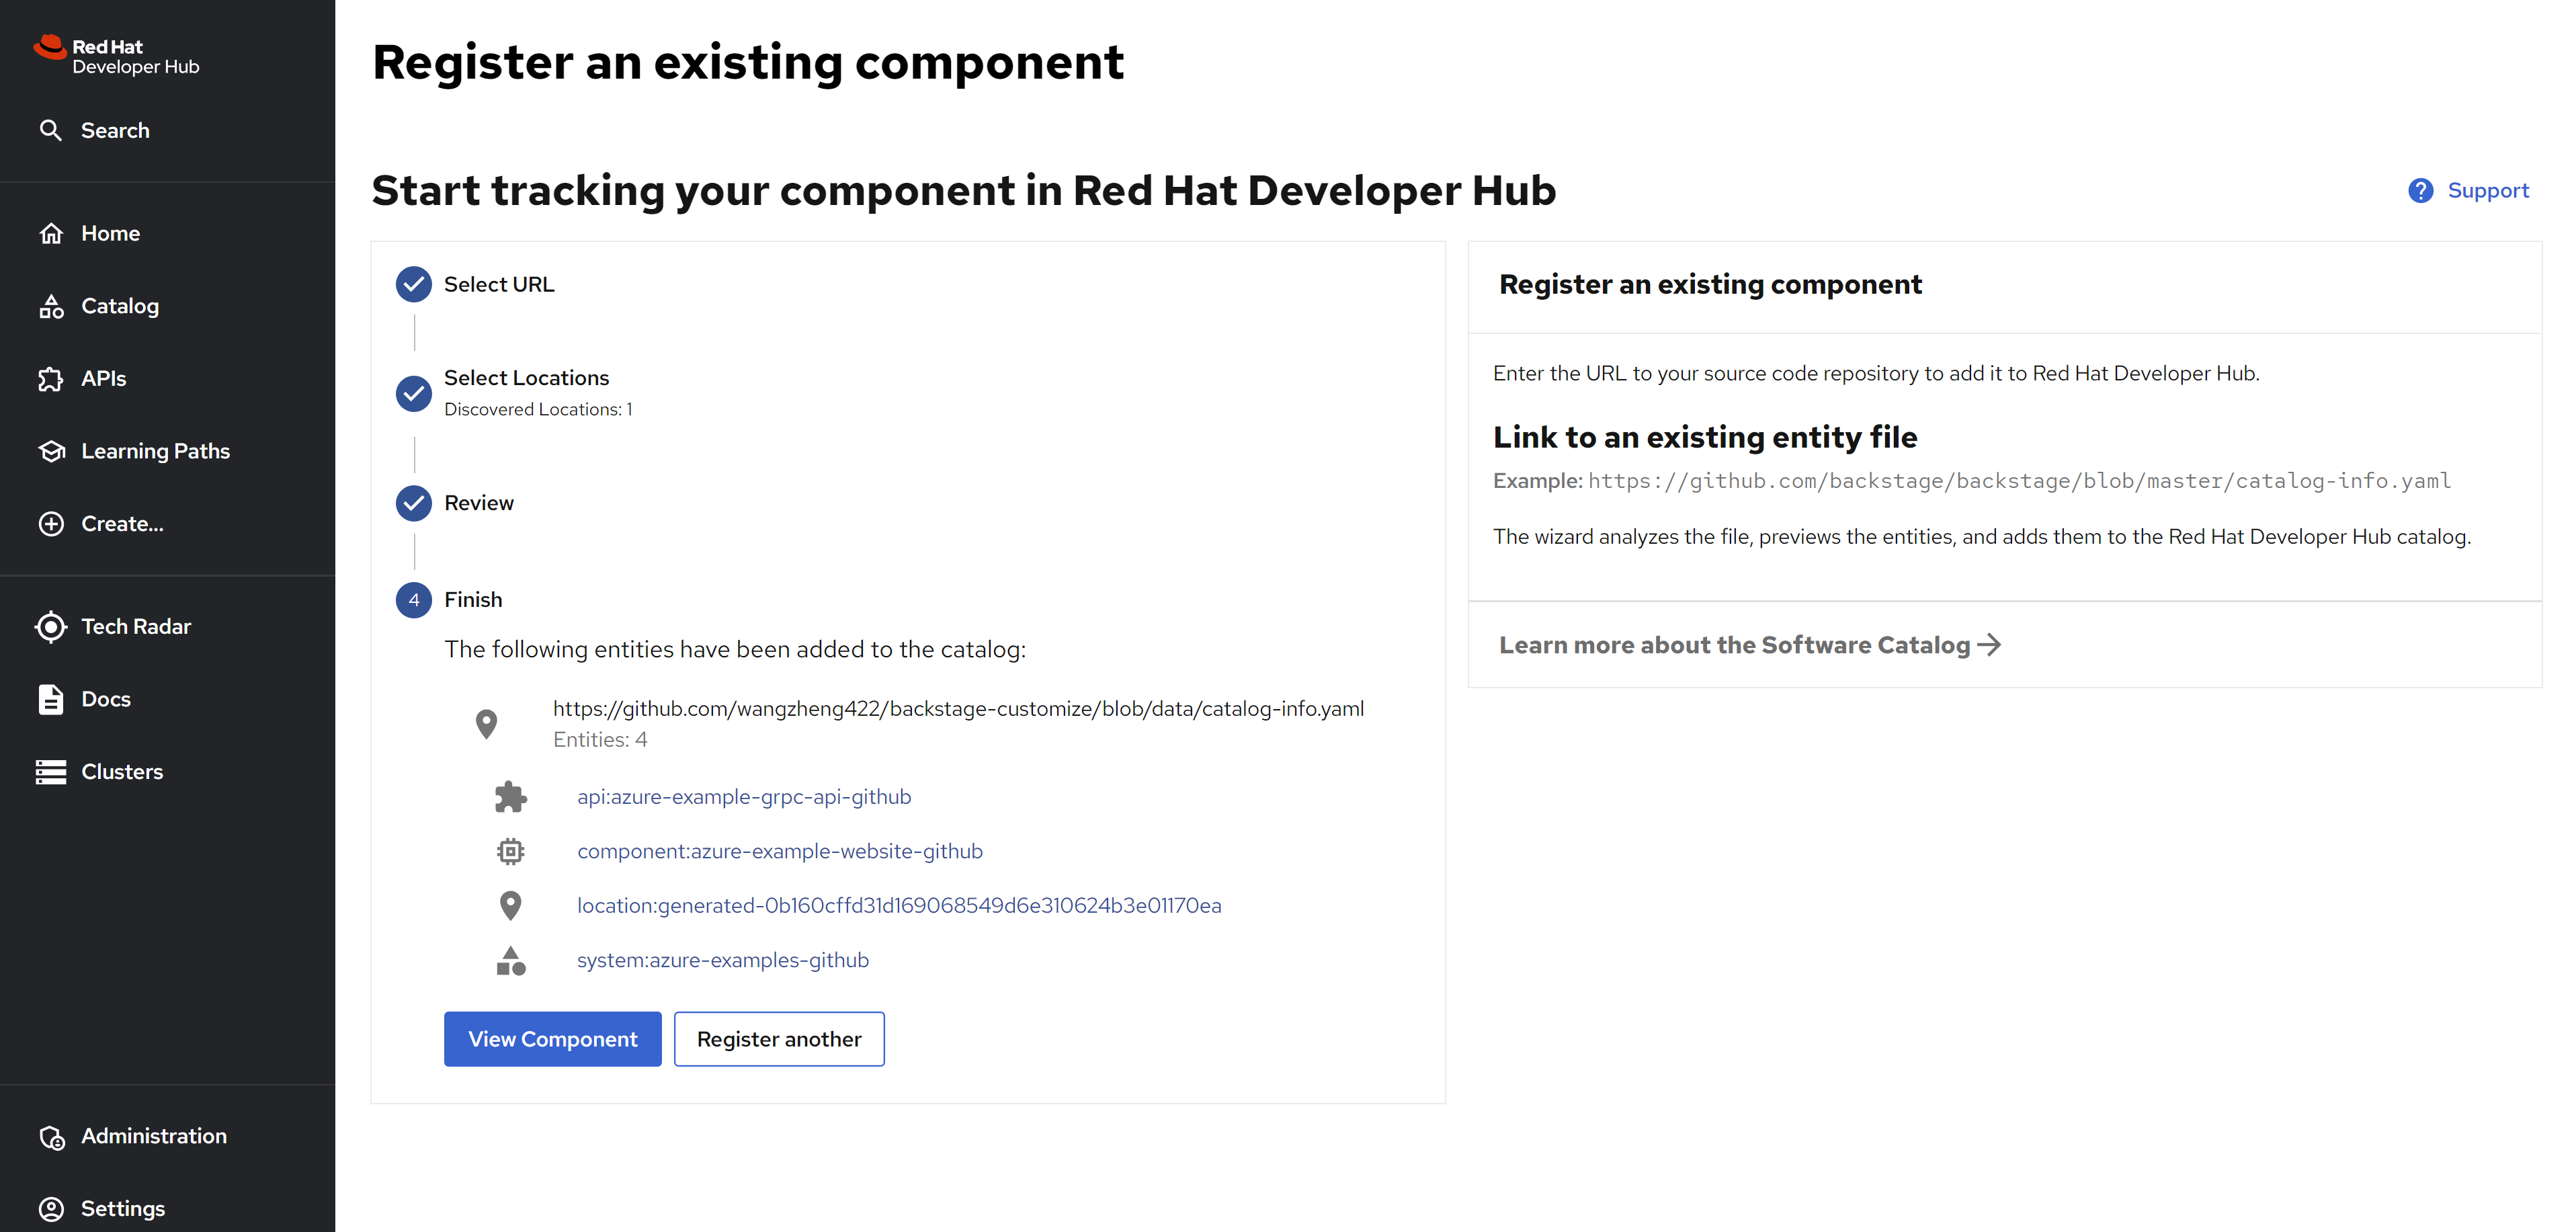 Red Hat
Developer Hub
Search
Home
Catalog
APIs
Learning Paths
Create...
Tech Radar
Docs
Clusters
Administration
Settings
Register an existing component
Start tracking your component in Red Hat Developer Hub
Support
Select URL
Select Locations
Discovered Locations: 1
Review
4 Finish
The following entities have been added to the catalog:
https://github.com/wangzheng422/backstage-customize/blob/data/catalog-info.yaml
Entities: 4
api:azure-example-grpc-api-github
component:azure-example-website-github
location:generated-0b160cffd31d169068549d6e310624b3e01170ea
system:azure-examples-github
View Component
Register another
Register an existing component
Enter the URL to your source code repository to add it to Red Hat Developer Hub.
Link to an existing entity file
Example: https://github.com/backstage/backstage/blob/master/catalog-info.yaml
The wizard analyzes the file, previews the entities, and adds them to the Red Hat Developer Hub catalog.
Learn more about the Software Catalog